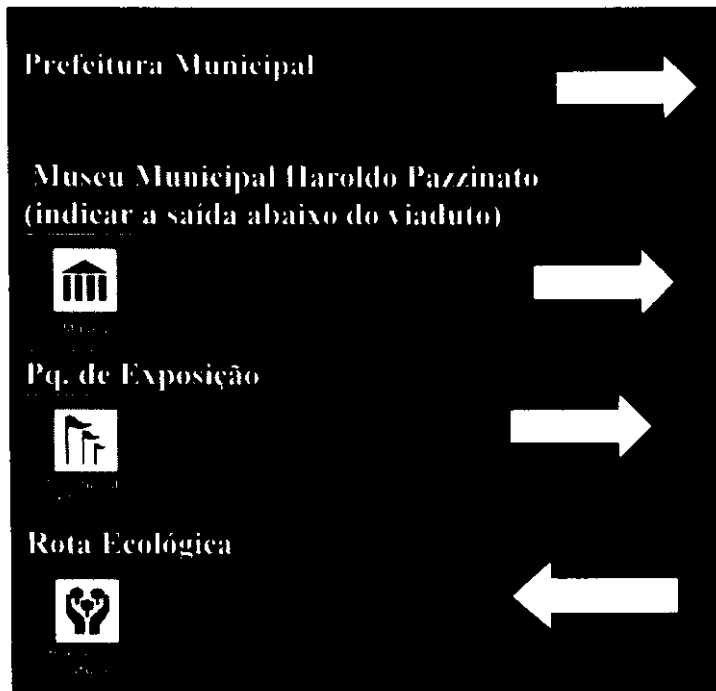 Prefeitura Municipal
Museu Municipal Haroldo Pazzinato
(indicar a saída abaixo do viaduto)
Pq. de Exposição
Rota Ecológica